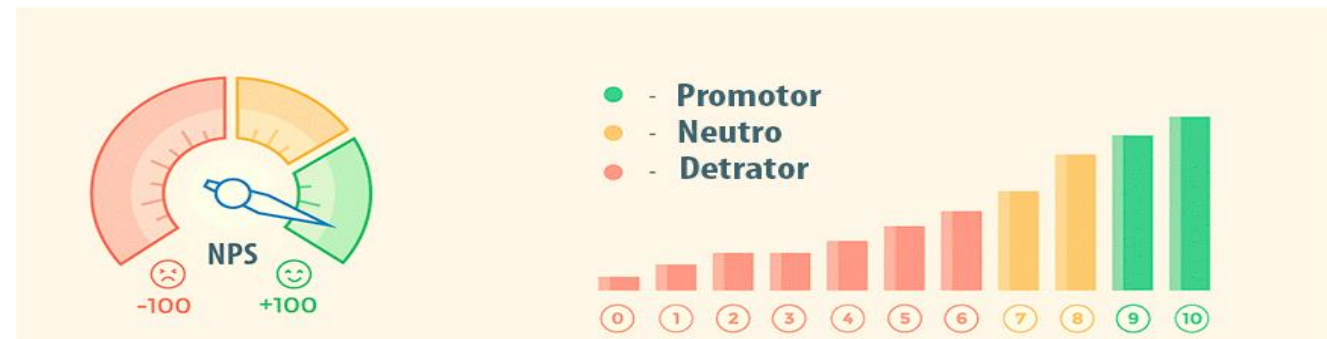 NPS
-100
+100
- Promotor
- Neutro
- Detrator
0 1 2 3 4 5 6 7 8 9 10